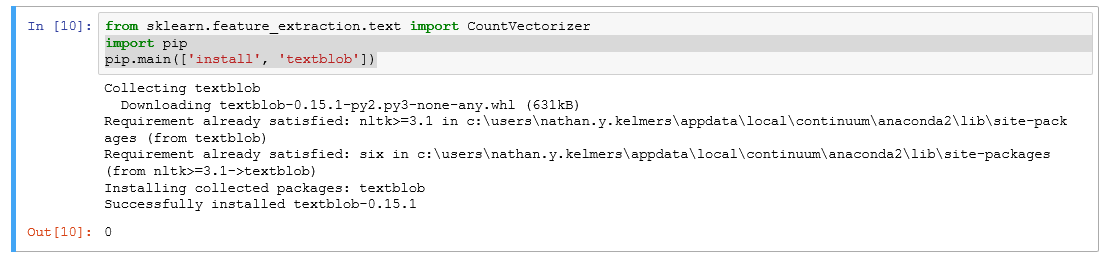 In [10]: from sklearn.feature_extraction.text import CountVectorizer
import pip
pip.main(['install', 'textblob'])
Collecting textblob
  Downloading textblob-0.15.1-py2.py3-none-any.whl (631kB)
Requirement already satisfied: nltk>=3.1 in c:\users\nathan.y.kelmers\appdata\local\continuum\anaconda2\lib\site-pack
ages (from textblob)
Requirement already satisfied: six in c:\users\nathan.y.kelmers\appdata\local\continuum\anaconda2\lib\site-packages
(from nltk>=3.1->textblob)
Installing collected packages: textblob
Successfully installed textblob-0.15.1
Out[10]: 0